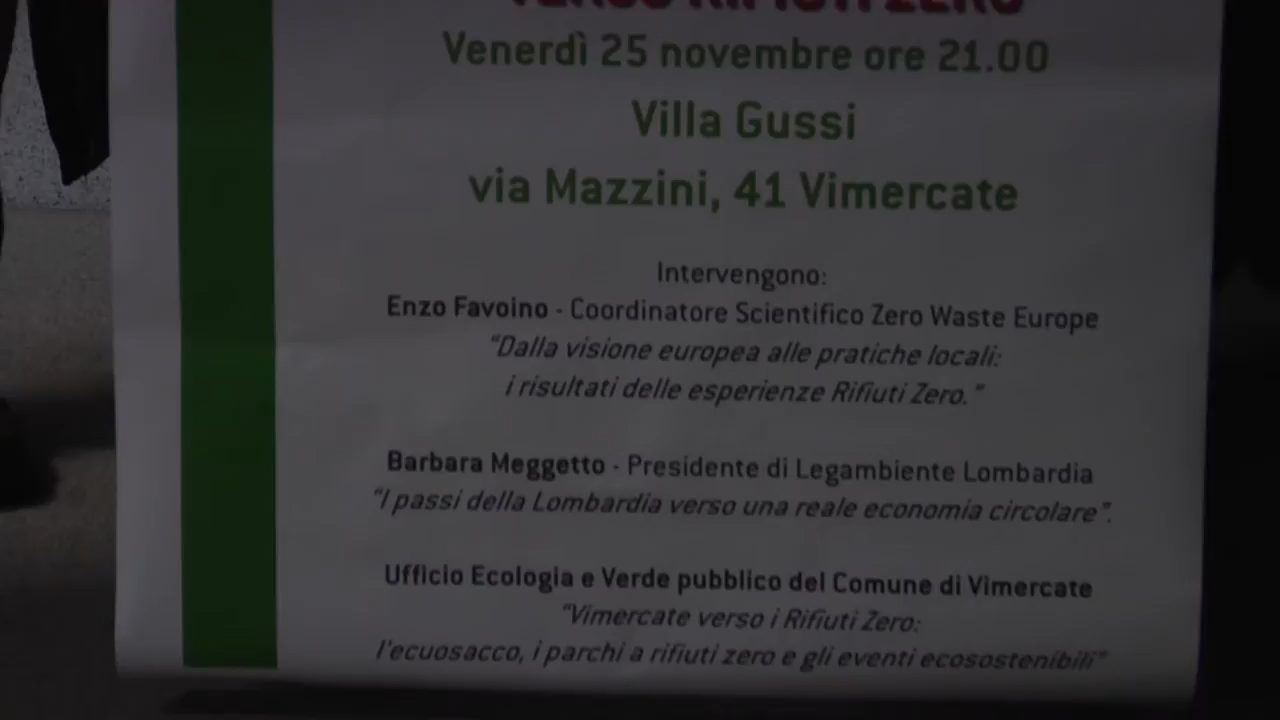 VERSO RIFIUTI ZERO
Venerdì 25 novembre ore 21.00
Villa Gussi
via Mazzini, 41 Vimercate
Intervengono:
Enzo Favoino - Coordinatore Scientifico Zero Waste Europe
"Dalla visione europea alle pratiche locali:
i risultati delle esperienze Rifiuti Zero."
Barbara Meggetto - Presidente di Legambiente Lombardia
"I passi della Lombardia verso una reale economia circolare".
Ufficio Ecologia e Verde pubblico del Comune di Vimercate
"Vimercate verso i Rifiuti Zero:
l'ecuosacco, i parchi a rifiuti zero e gli eventi ecosostenibili"